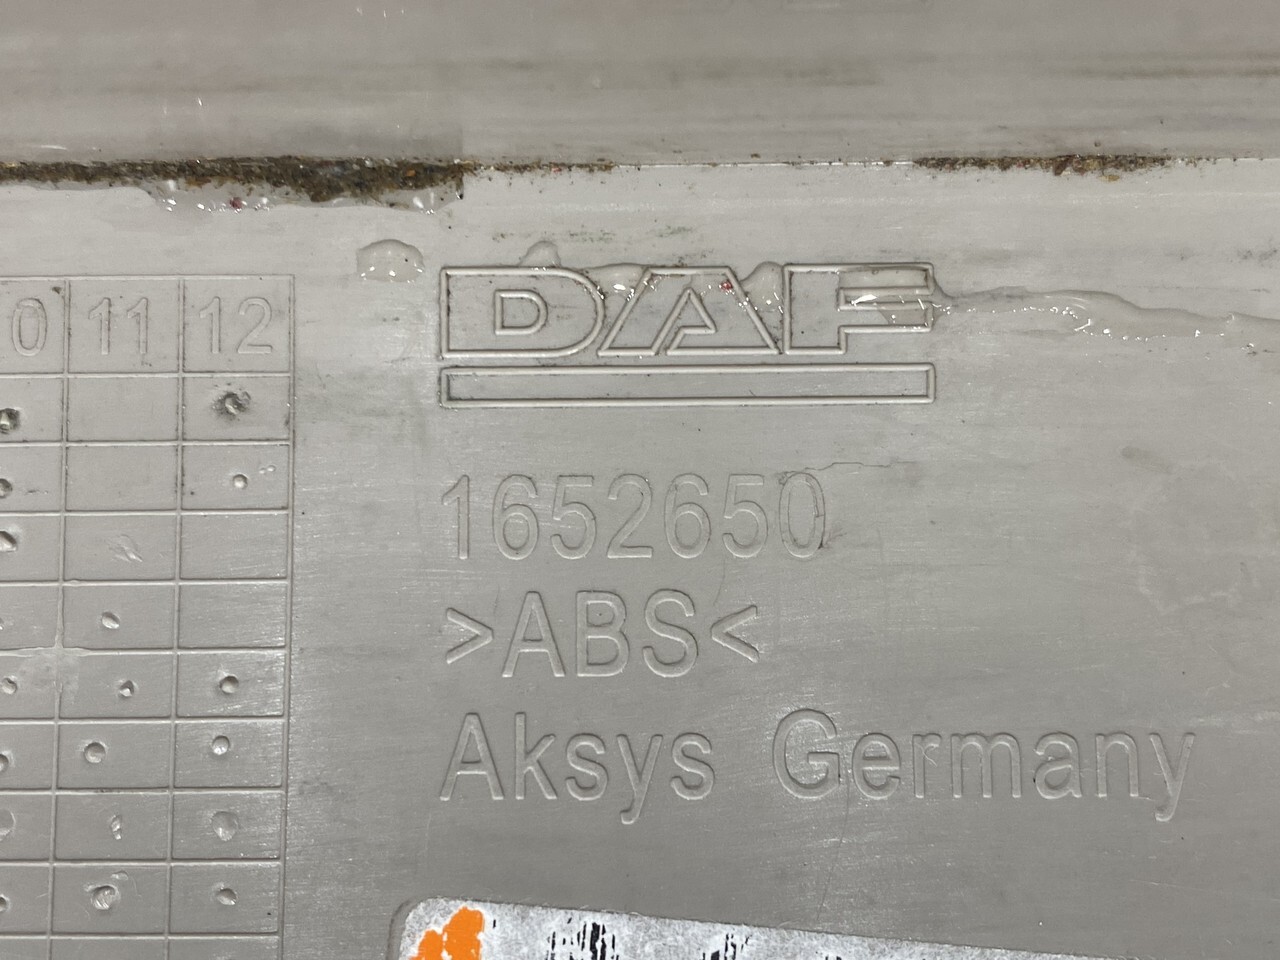 0 11 12
DAF
1652650
>ABS<
Aksys Germany